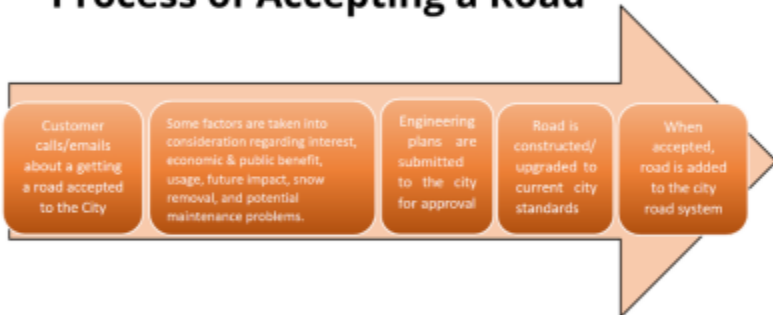 Process of Accepting a Road
Customer
calls/emails
about a getting
a road accepted
to the City
Some factors are taken into
consideration regarding interest,
economic & public benefit,
usage, future impact, snow
removal, and potential
maintenance problems.
Engineering
plans are
submitted
to the city
for approval
Road is
constructed/
upgraded to
current city
standards
When
accepted,
road is added
to the city
road system